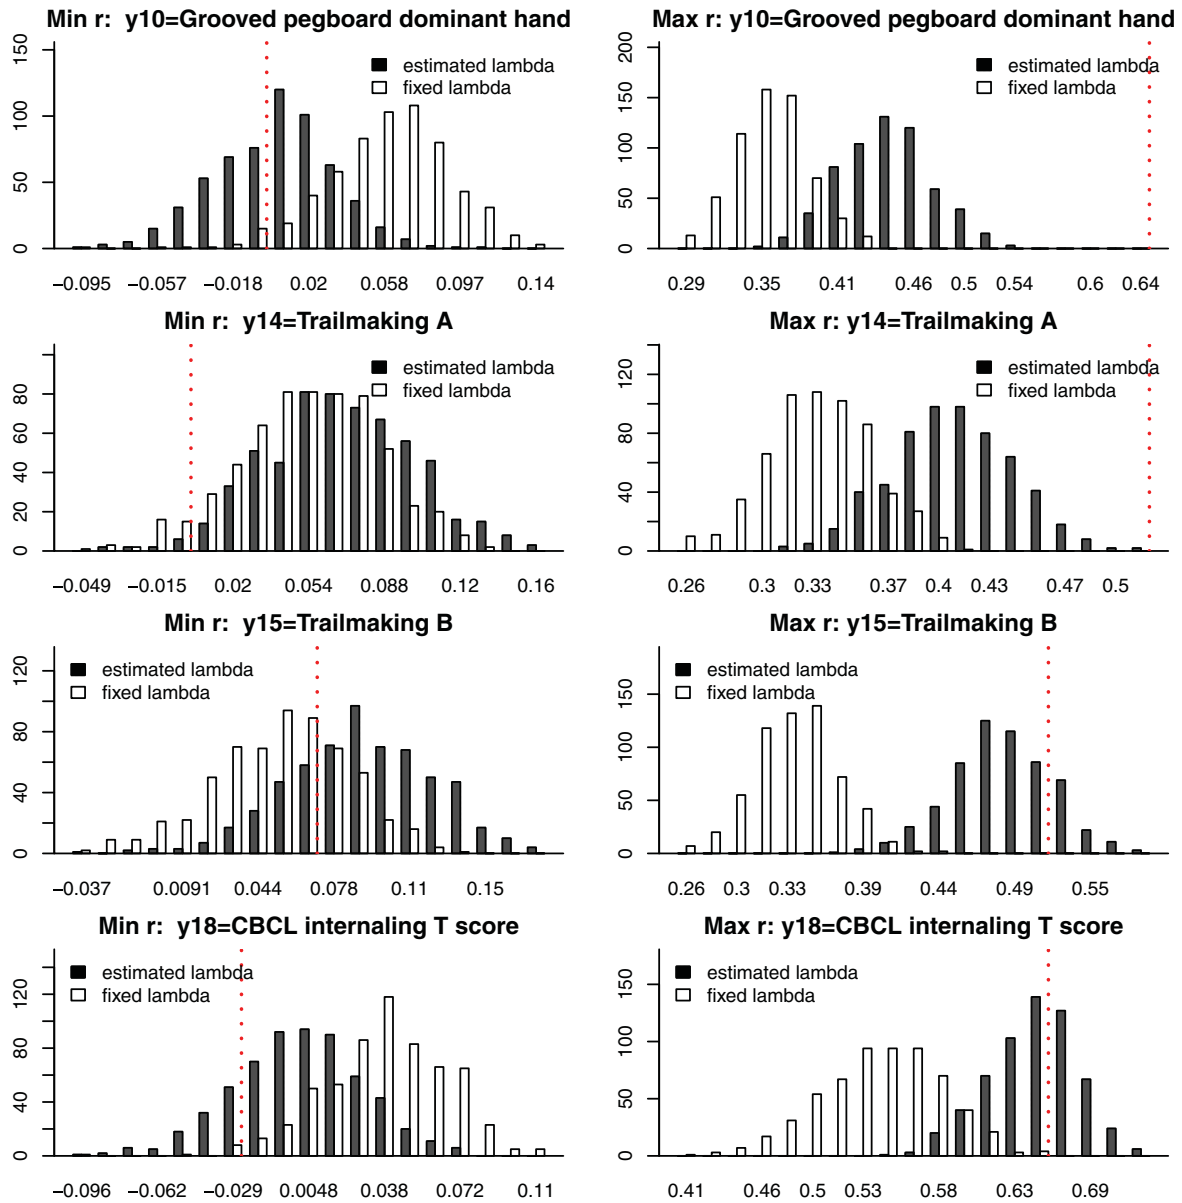 Min r:  y10=Grooved pegboard dominant hand
150
100
50
0
estimated lambda
fixed lambda
−0.095 −0.057 −0.018 0.02 0.058 0.097 0.14
Max r: y10=Grooved pegboard dominant hand
200
150
100
50
0
estimated lambda
fixed lambda
0.29 0.35 0.41 0.46 0.5 0.54 0.6 0.64
Min r:  y14=Trailmaking A
80
60
40
20
0
estimated lambda
fixed lambda
−0.049 −0.015 0.02 0.054 0.088 0.12 0.16
Max r: y14=Trailmaking A
120
80
40
0
estimated lambda
fixed lambda
0.26 0.3 0.33 0.37 0.4 0.43 0.47 0.5
Min r:  y15=Trailmaking B
120
80
40
0
estimated lambda
fixed lambda
−0.037 0.0091 0.044 0.078 0.11 0.15
Max r: y15=Trailmaking B
150
100
50
0
estimated lambda
fixed lambda
0.26 0.3 0.33 0.39 0.44 0.49 0.55
Min r:  y18=CBCL internaling T score
120
80
40
0
estimated lambda
fixed lambda
−0.096 −0.062 −0.029 0.0048 0.038 0.072 0.11
Max r: y18=CBCL internaling T score
150
100
50
0
estimated lambda
fixed lambda
0.41 0.46 0.5 0.53 0.58 0.63 0.69